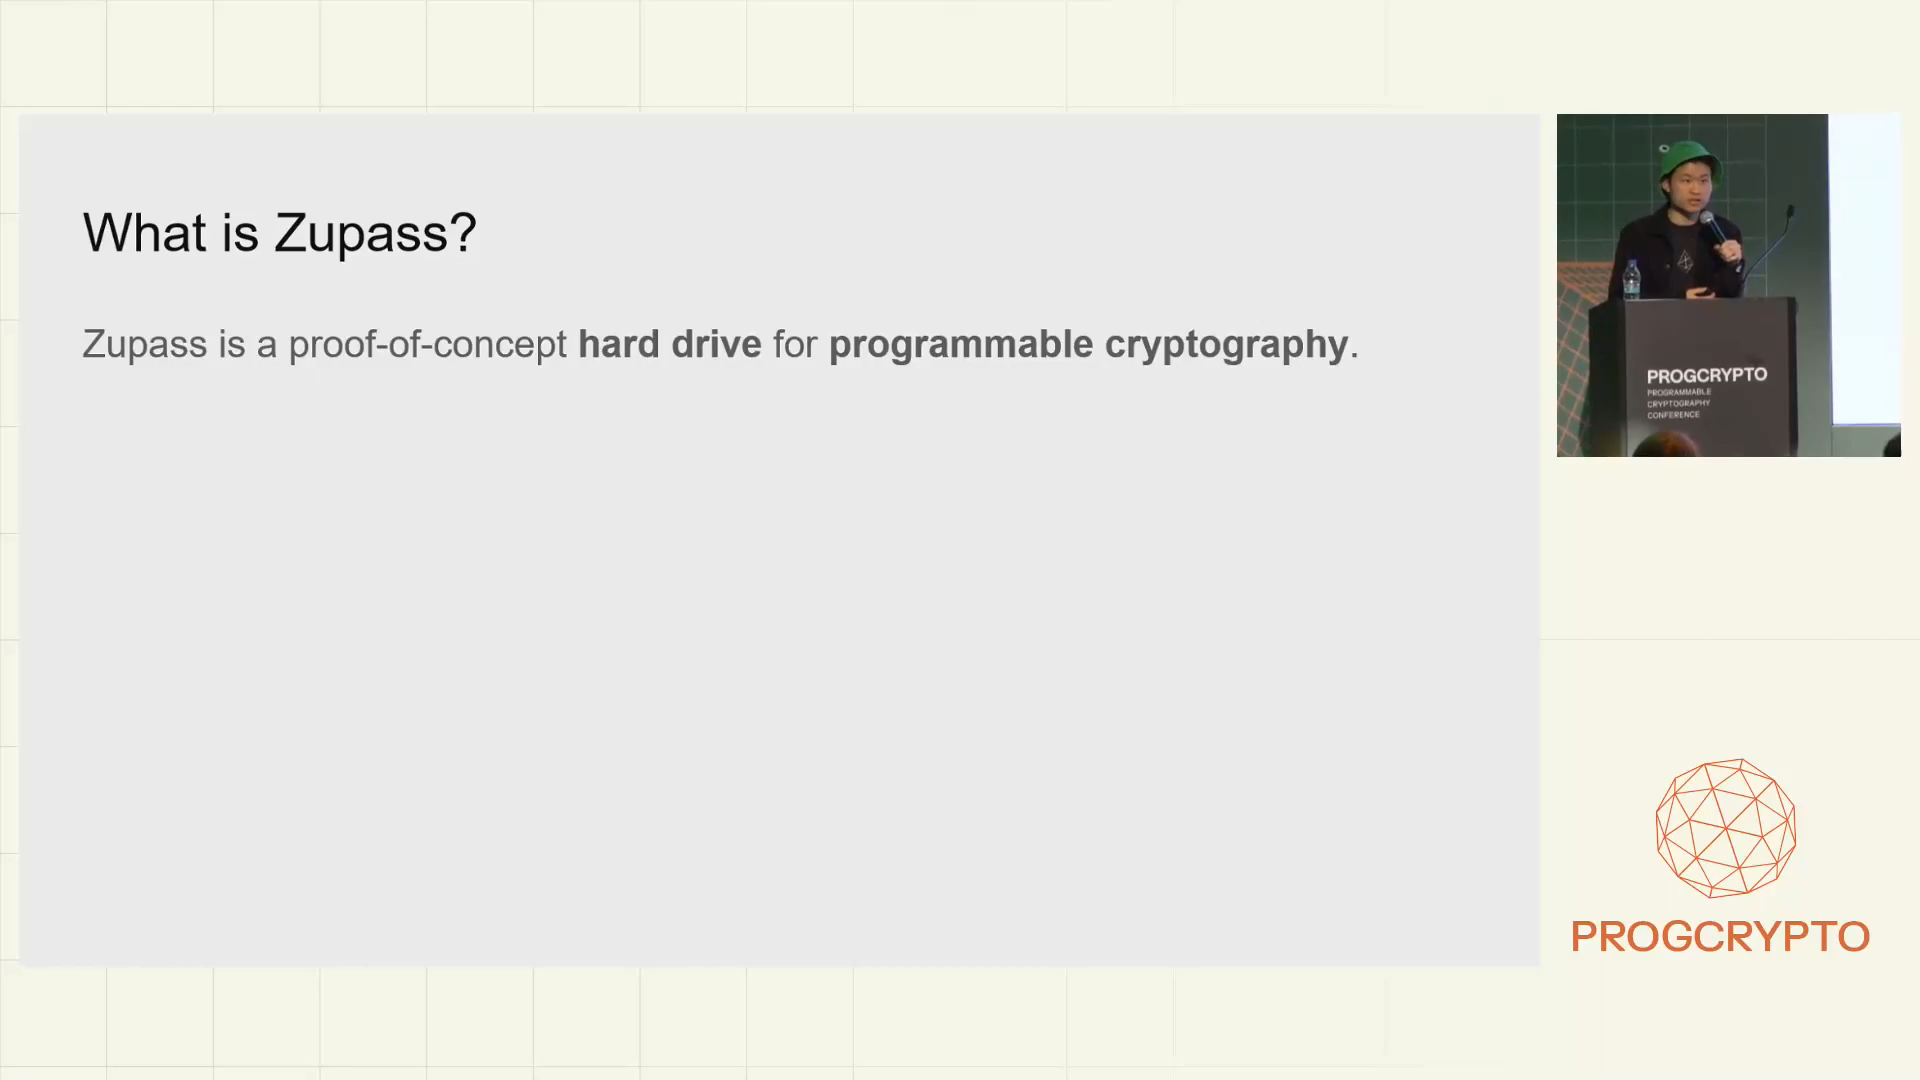 What is Zupass?
Zupass is a proof-of-concept hard drive for programmable cryptography.
PROGCRYPTO
PROGRAMMABLE
CRYPTOGRAPHY
CONFERENCE
PROGCRYPTO